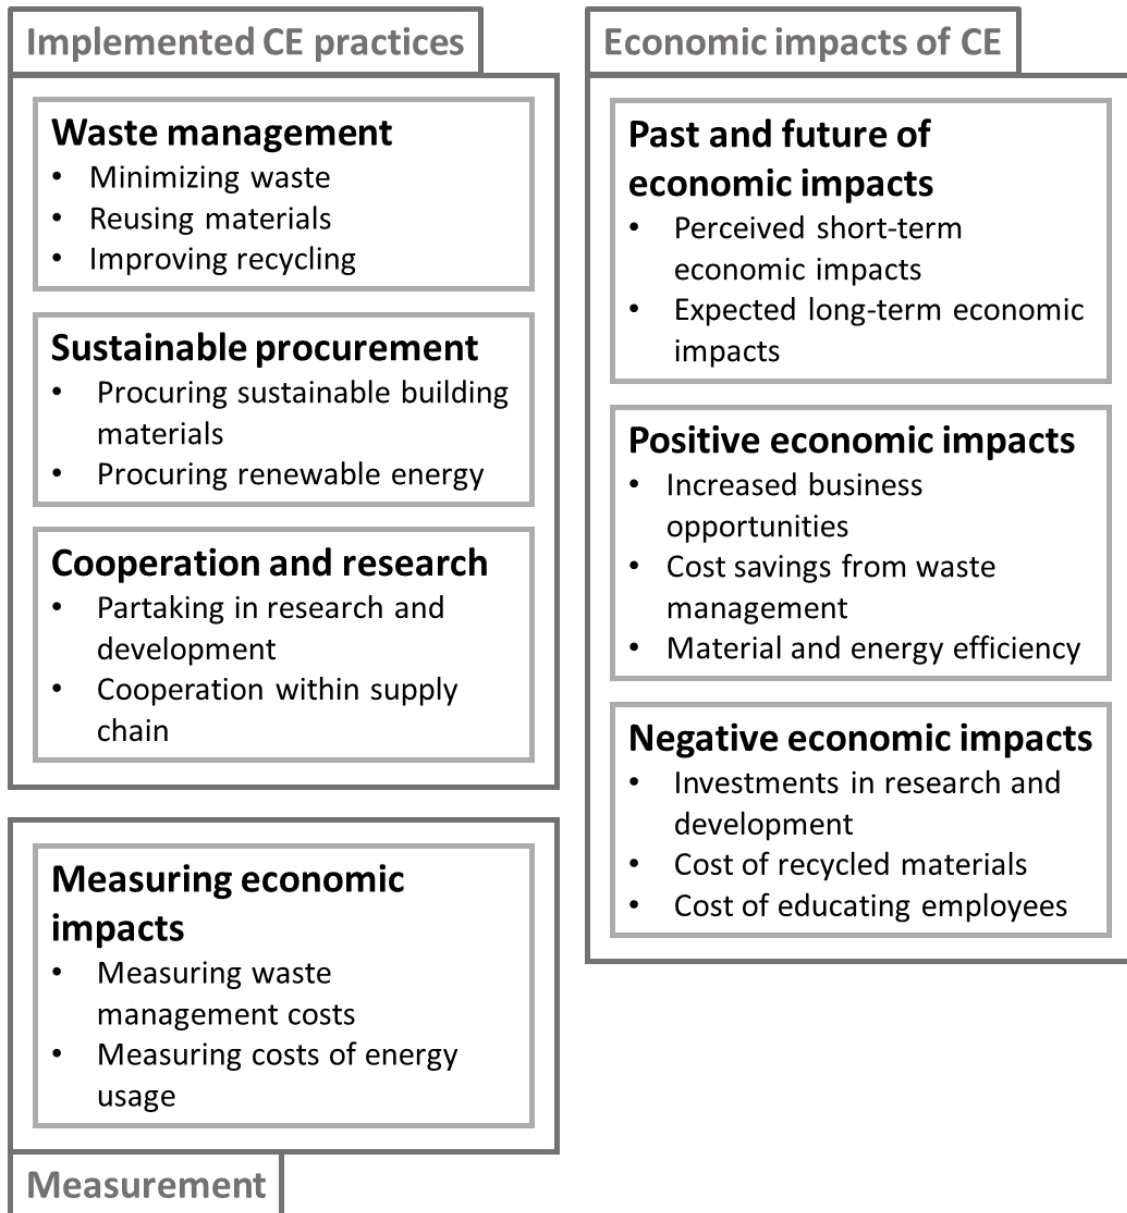 Implemented CE practices
Waste management
• Minimizing waste
• Reusing materials
• Improving recycling
Sustainable procurement
• Procuring sustainable building
materials
• Procuring renewable energy
Cooperation and research
• Partaking in research and
development
• Cooperation within supply
chain
Measuring economic
impacts
• Measuring waste
management costs
• Measuring costs of energy
usage
Measurement
Economic impacts of CE
Past and future of
economic impacts
• Perceived short-term
economic impacts
• Expected long-term economic
impacts
Positive economic impacts
• Increased business
opportunities
• Cost savings from waste
management
• Material and energy efficiency
Negative economic impacts
• Investments in research and
development
• Cost of recycled materials
• Cost of educating employees